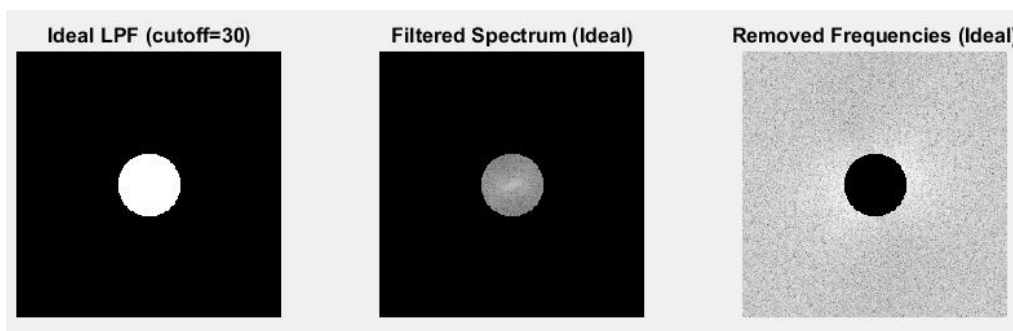 Ideal LPF (cutoff=30)
Filtered Spectrum (Ideal)
Removed Frequencies (Ideal)